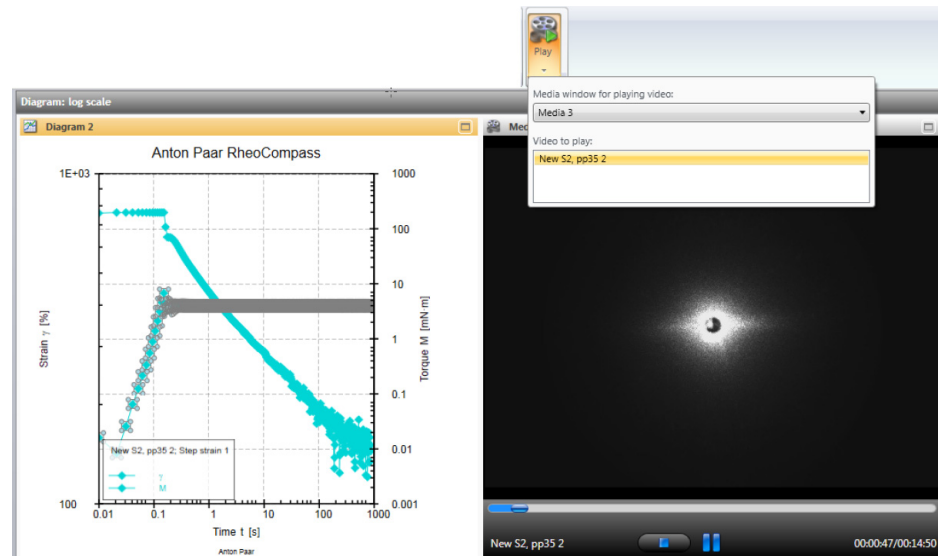 Play
Media window for playing video:
Media 3
Video to play:
New S2, pp35 2
Diagram: log scale
Diagram 2
Med
Anton Paar RheoCompass
1E+03
100
Strain γ [%]
1000
100
10
1
0.1
0.01
0.001
Torque M [mN·m]
New S2, pp35 2; Step strain 1
γ
M
0.01 0.1 1 10 100 1000
Time t [s]
Anton Paar
New S2, pp35 2
00:00:47/00:14:50